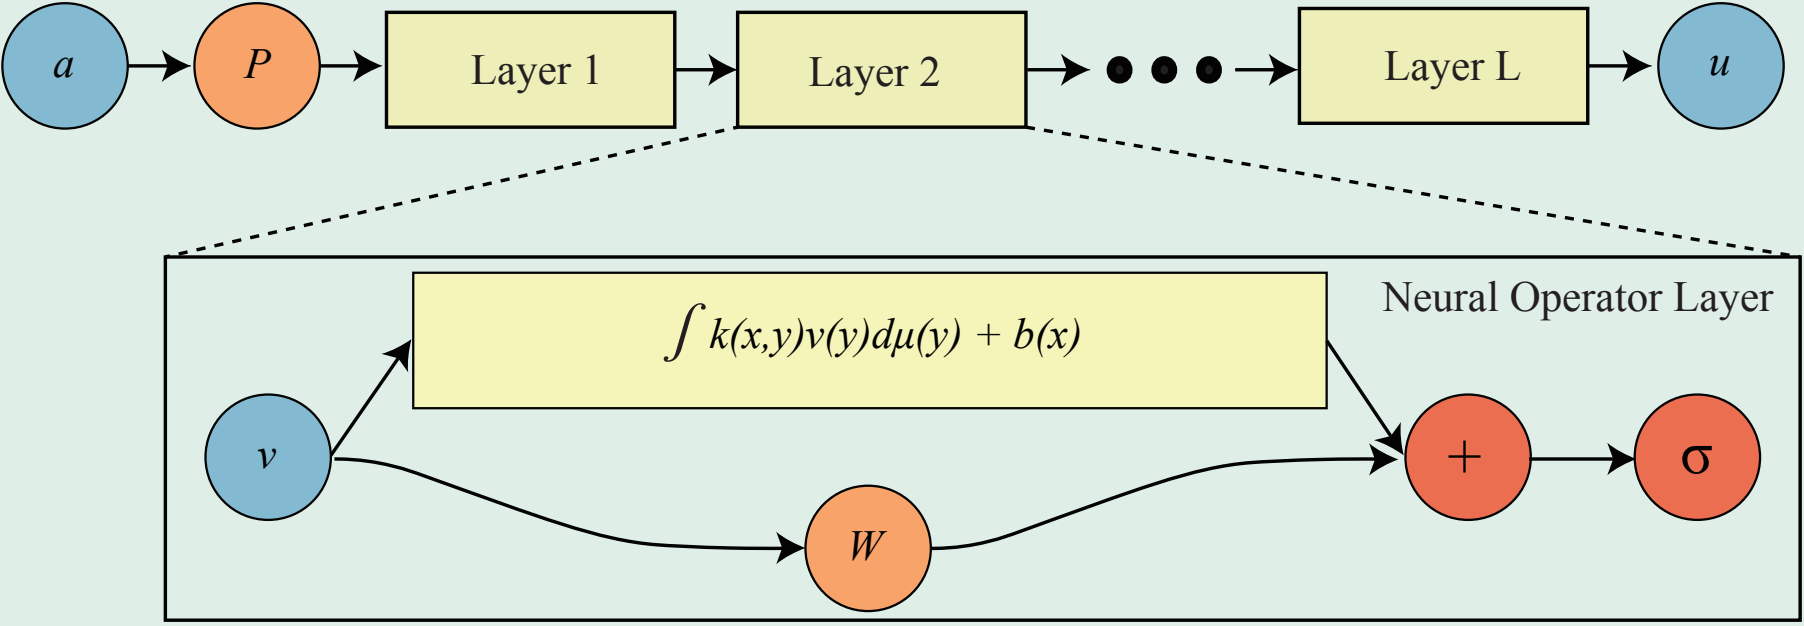 a P Layer 1 Layer 2 Layer L u
Neural Operator Layer
∫ k(x,y)v(y)dμ(y) + b(x)
v + σ
W